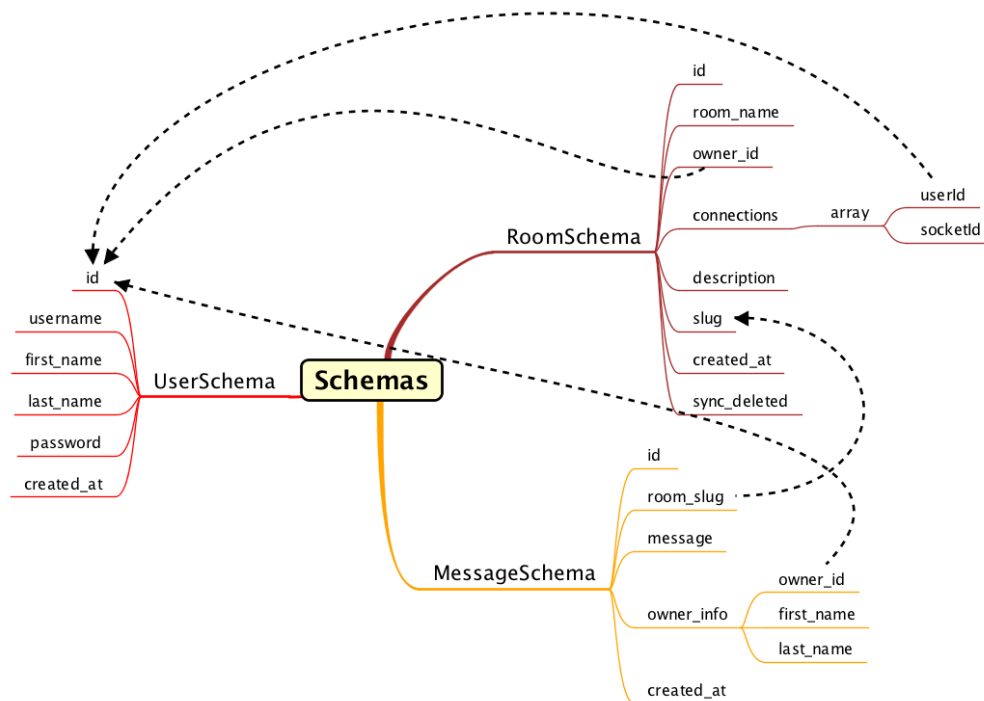 Schemas
RoomSchema
id
room_name
owner_id
connections
array
userId
socketId
description
slug
created_at
sync_deleted
UserSchema
id
username
first_name
last_name
password
created_at
MessageSchema
id
room_slug
message
owner_info
owner_id
first_name
last_name
created_at